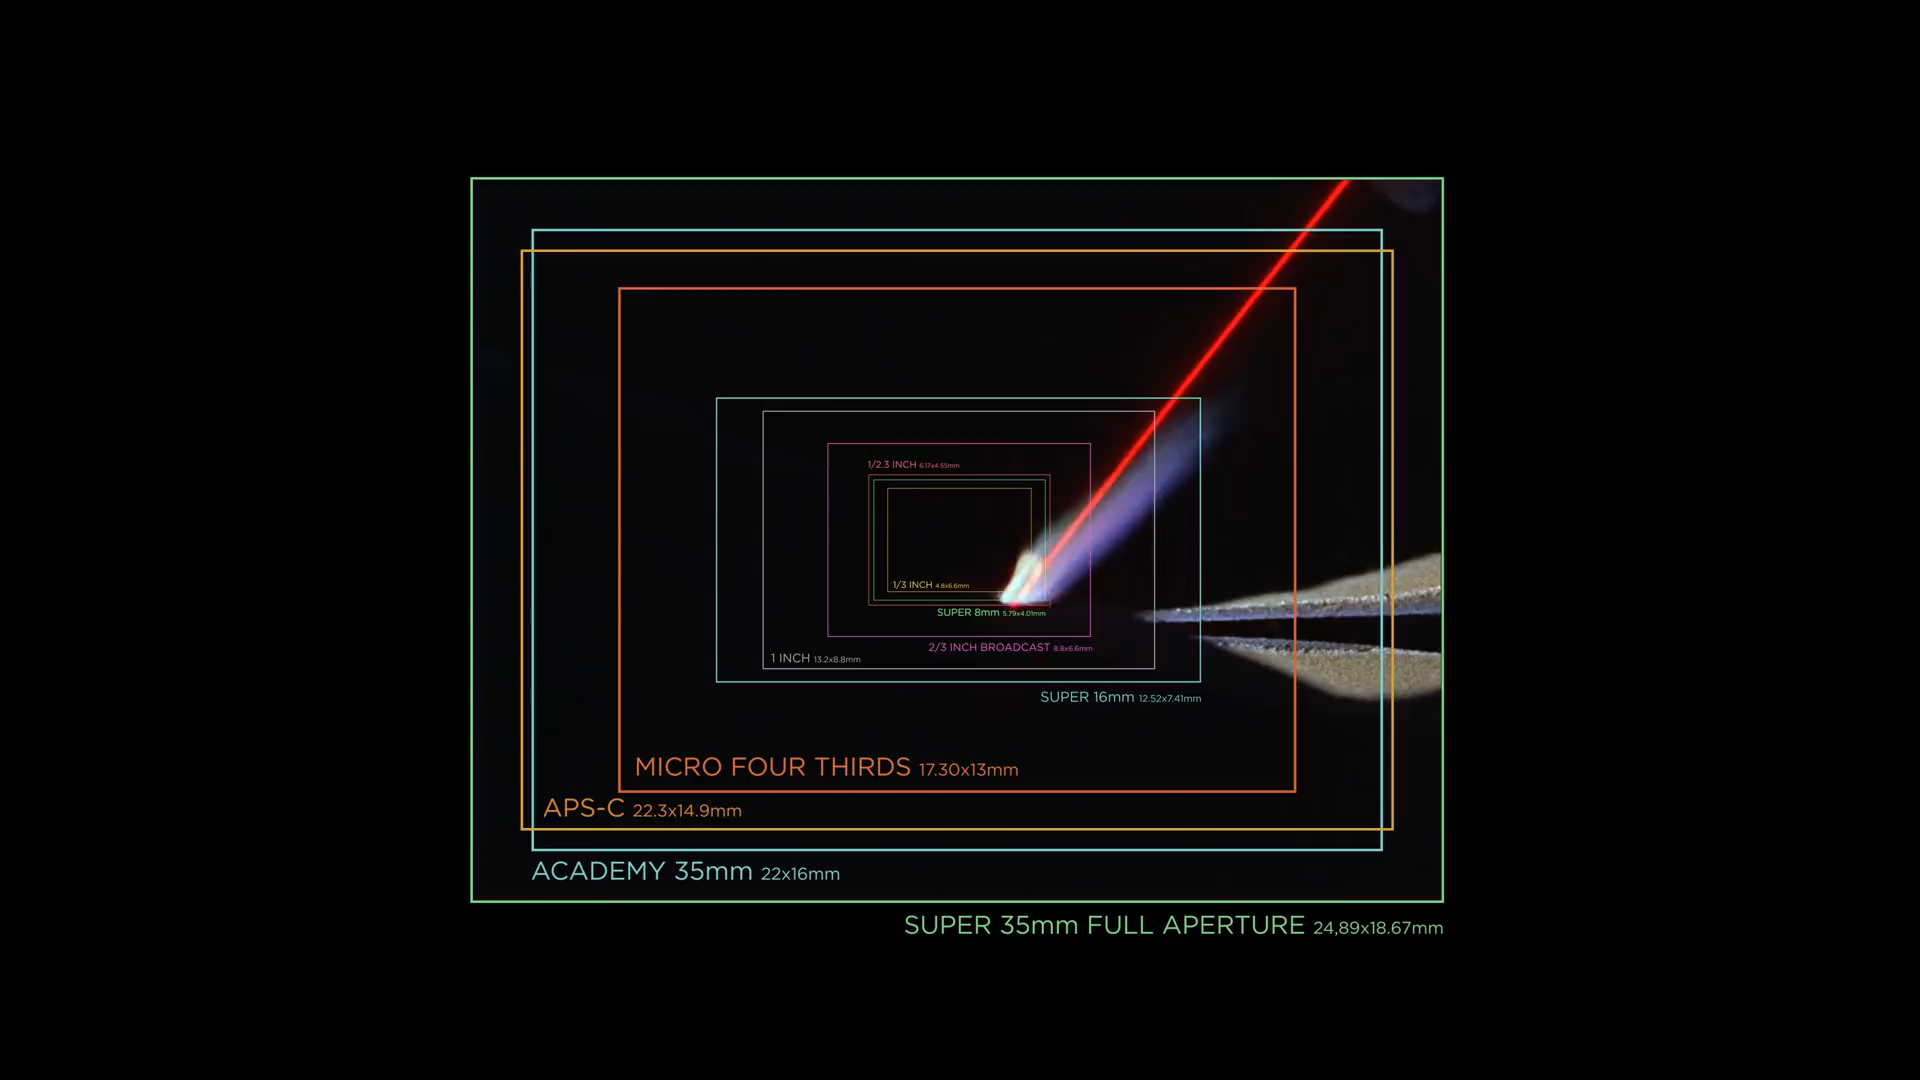 1/2.3 INCH 6.17x4.55mm
1/3 INCH 4.8x6.6mm
SUPER 8mm 5.79x4.01mm
2/3 INCH BROADCAST 8.8x6.6mm
1 INCH 13.2x8.8mm
SUPER 16mm 12.52x7.41mm
MICRO FOUR THIRDS 17.30x13mm
APS-C 22.3x14.9mm
ACADEMY 35mm 22x16mm
SUPER 35mm FULL APERTURE 24,89x18.67mm